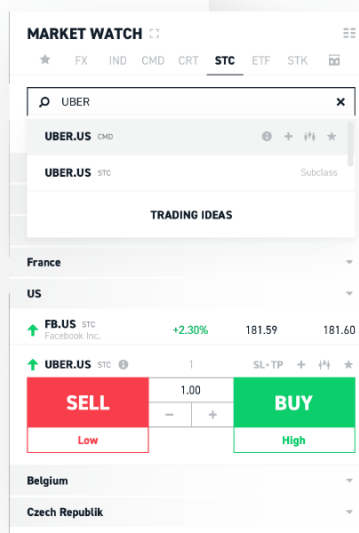 MARKET WATCH
FX IND CMD CRT STC ETF STK
UBER
UBER.US CMD
UBER.US STC Subclass
TRADING IDEAS
France
US
FB.US STC +2.30% 181.59 181.60
Facebook Inc.
UBER.US STC 1 SL+TP
SELL 1.00 BUY
Low High
Belgium
Czech Republik